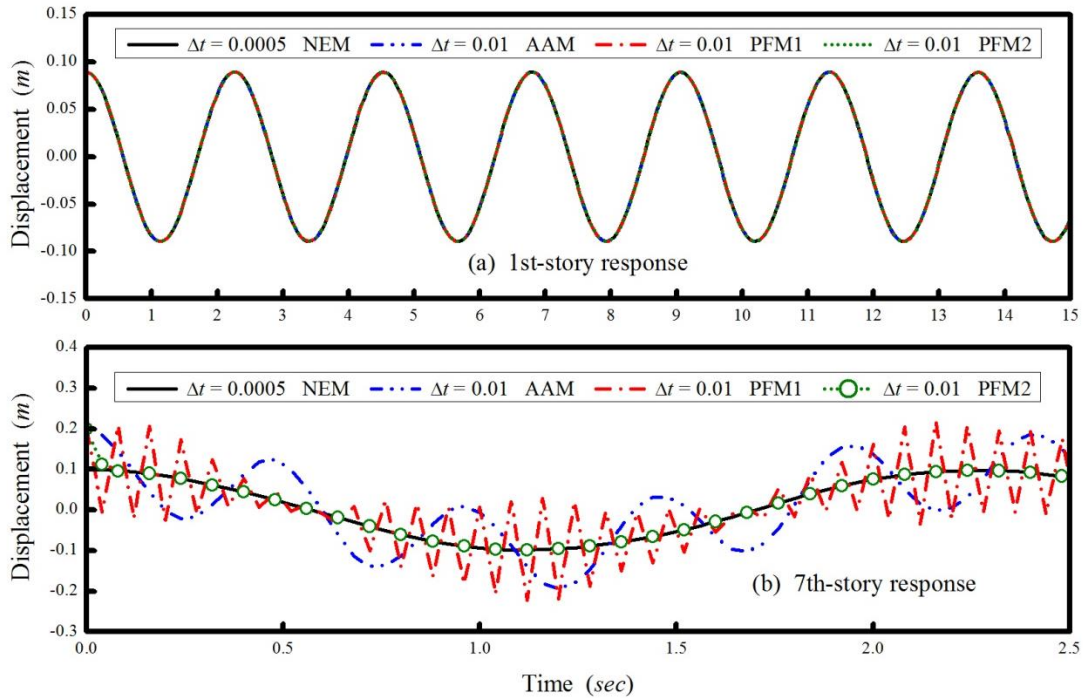 0.15
0.10
0.05
0.00
-0.05
-0.10
-0.15
Displacement (m)
Δt = 0.0005 NEM Δt = 0.01 AAM Δt = 0.01 PFM1 Δt = 0.01 PFM2
(a) 1st-story response
0 1 2 3 4 5 6 7 8 9 10 11 12 13 14 15
0.4
0.3
0.2
0.1
0.0
-0.1
-0.2
-0.3
Displacement (m)
Δt = 0.0005 NEM Δt = 0.01 AAM Δt = 0.01 PFM1 Δt = 0.01 PFM2
(b) 7th-story response
0.0 0.5 1.0 1.5 2.0 2.5
Time (sec)